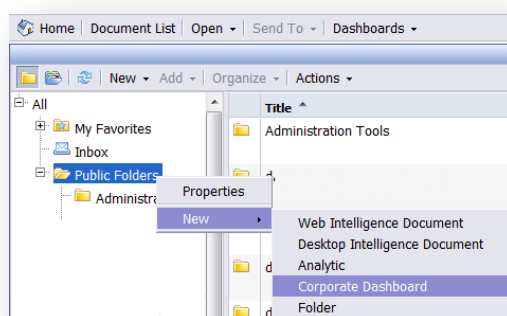 Home Document List Open Send To Dashboards
New Add Organize Actions
All
My Favorites
Inbox
Public Folders
Title
Administration Tools
Properties
New
Web Intelligence Document
Desktop Intelligence Document
Analytic
Corporate Dashboard
Folder